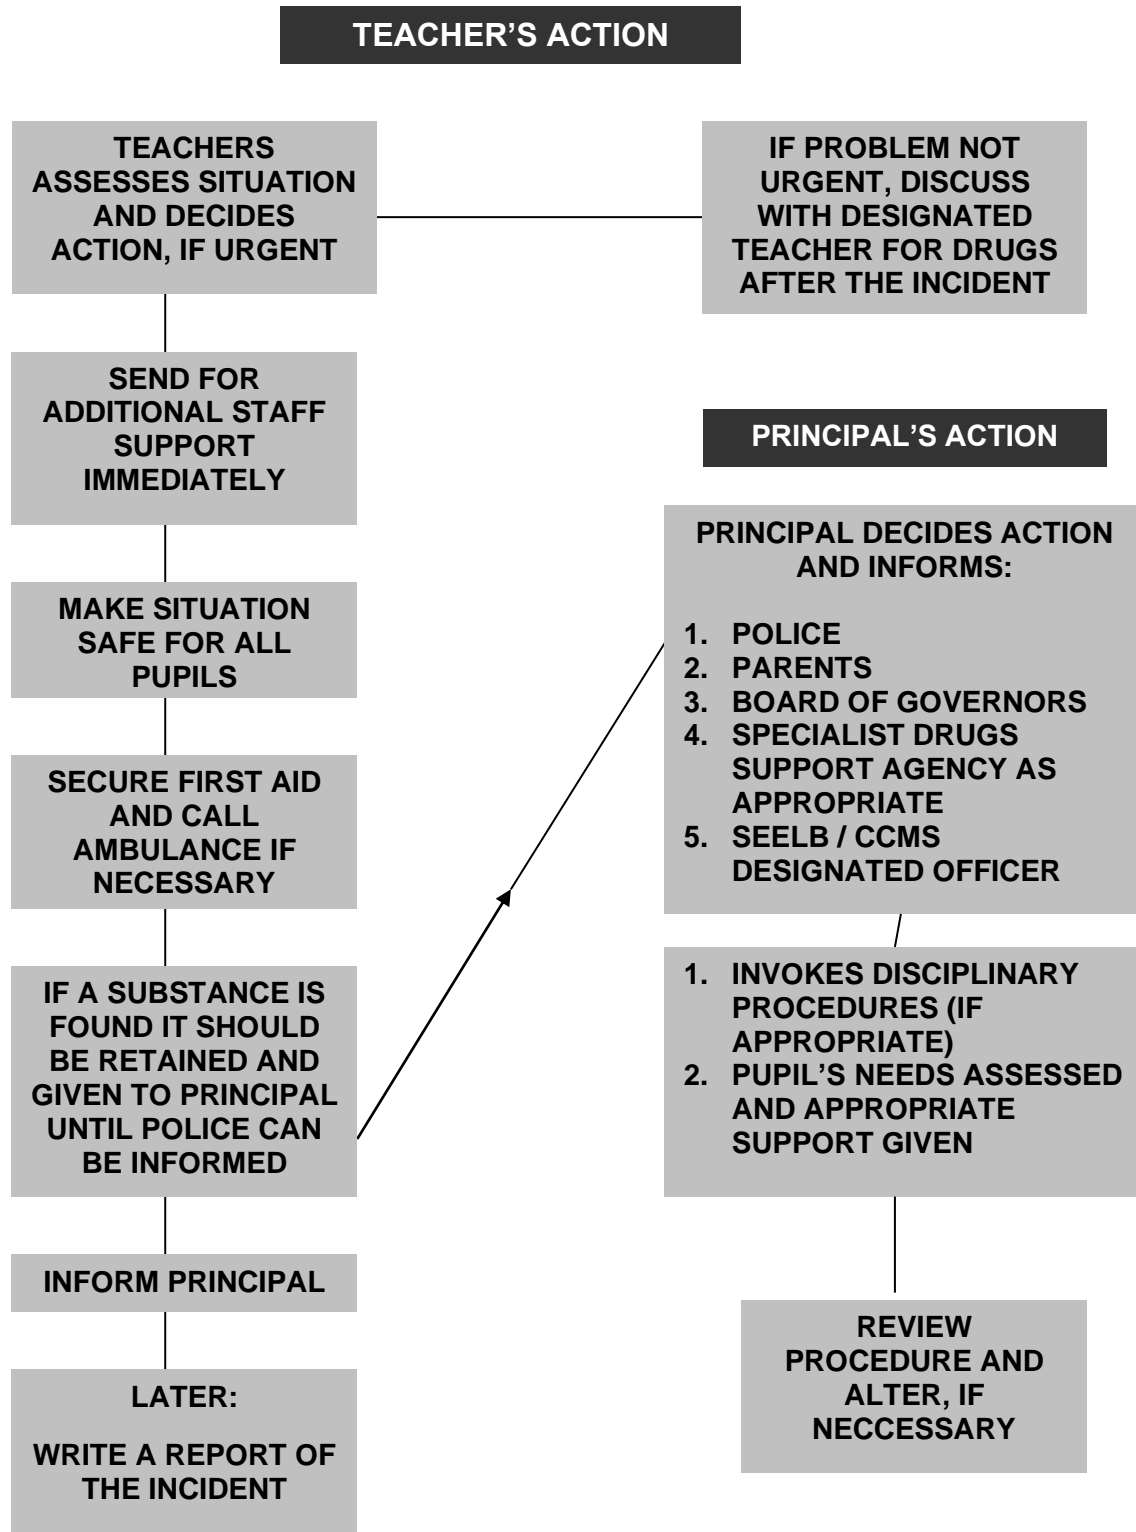 TEACHER’S ACTION
TEACHERS
ASSESSES SITUATION
AND DECIDES
ACTION, IF URGENT
IF PROBLEM NOT
URGENT, DISCUSS
WITH DESIGNATED
TEACHER FOR DRUGS
AFTER THE INCIDENT
SEND FOR
ADDITIONAL STAFF
SUPPORT
IMMEDIATELY
MAKE SITUATION
SAFE FOR ALL
PUPILS
SECURE FIRST AID
AND CALL
AMBULANCE IF
NECESSARY
IF A SUBSTANCE IS
FOUND IT SHOULD
BE RETAINED AND
GIVEN TO PRINCIPAL
UNTIL POLICE CAN
BE INFORMED
INFORM PRINCIPAL
LATER:
WRITE A REPORT OF
THE INCIDENT
PRINCIPAL’S ACTION
PRINCIPAL DECIDES ACTION
AND INFORMS:
1. POLICE
2. PARENTS
3. BOARD OF GOVERNORS
4. SPECIALIST DRUGS
SUPPORT AGENCY AS
APPROPRIATE
5. SEELB / CCMS
DESIGNATED OFFICER
1. INVOKES DISCIPLINARY
PROCEDURES (IF
APPROPRIATE)
2. PUPIL’S NEEDS ASSESSED
AND APPROPRIATE
SUPPORT GIVEN
REVIEW
PROCEDURE AND
ALTER, IF
NECCESSARY